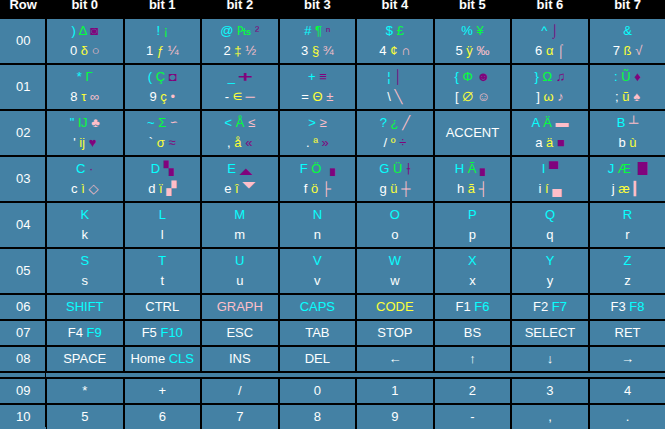 Row bit 0 bit 1 bit 2 bit 3 bit 4 bit 5 bit 6 bit 7
00
) Δ ◙ ! ¡ @ ₧ ² # ¶ ⁿ $ £ % ¥ ^ ⌡ &
0 δ ○ 1 ƒ ¼ 2 ‡ ½ 3 § ¾ 4 ¢ ∩ 5 ÿ ‰ 6 α ⌠ 7 ß √
01
* Γ ( Ç ◘ _ + ≡ ¦ │ { Φ ☻ } Ω ♫ : Ũ ♦
8 τ ∞ 9 ç • - ∈ ─ = Θ ± \ ╲ [ Ø ☺ ] ω ♪ ; ũ ♠
02
" IJ ♣ ~ Σ ∽ < Å ≤ > ≥ ? ¿ ╱ ACCENT A Ä ▬ B ┴
' ij ♥ ` σ ≈ , å « . ª » / º ÷ a ä ■ b ù
03
C · D ▚ E ◢◣ F Ö ▗ G Ü ┼ H Ã ▖ I ▀ J Æ █
c ì ◇ d ï ▞ e î f ö ├ g ü ┼ h ã ┤ i í ▄ j æ ▎
04
K L M N O P Q R
k l m n o p q r
05
S T U V W X Y Z
s t u v w x y z
06 SHIFT CTRL GRAPH CAPS CODE F1 F6 F2 F7 F3 F8
07 F4 F9 F5 F10 ESC TAB STOP BS SELECT RET
08 SPACE Home CLS INS DEL ← ↑ ↓ →
09 * + / 0 1 2 3 4
10 5 6 7 8 9 - , .